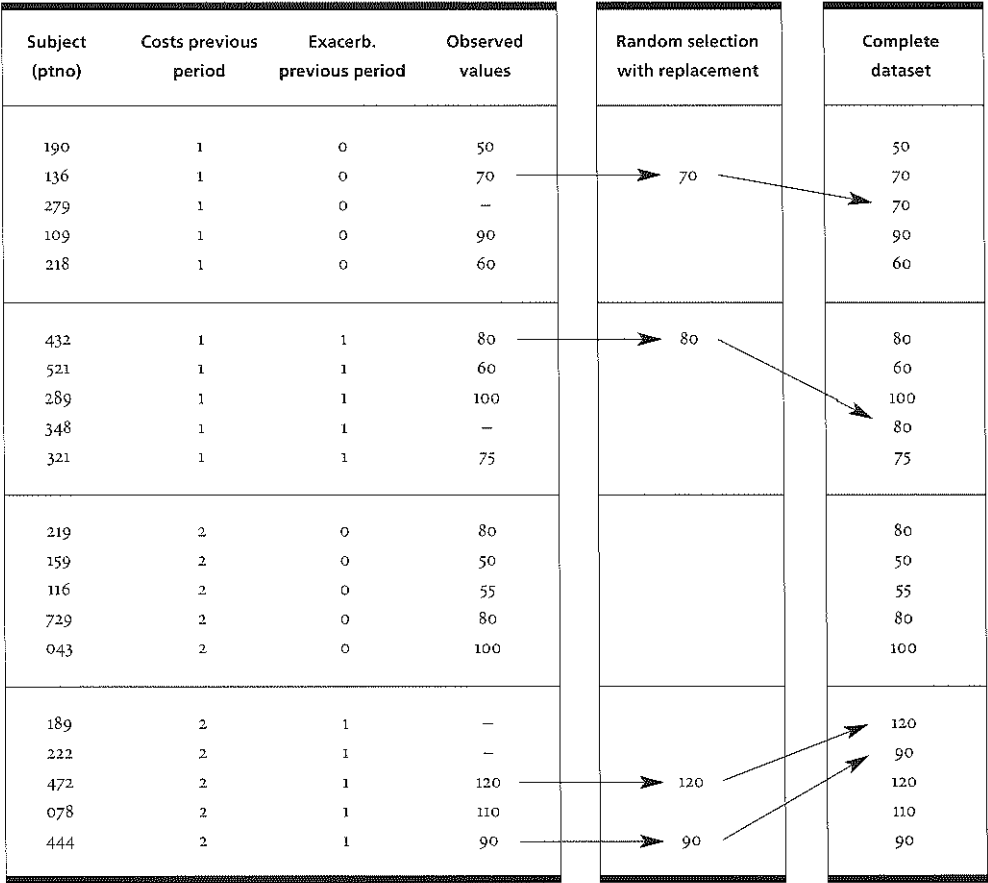 Subject Costs previous Exacerb. Observed Random selection Complete
(ptno) period previous period values with replacement dataset
190 1 0 50 50
136 1 0 70 70 70
279 1 0 – 70
109 1 0 90 90
218 1 0 60 60
432 1 1 80 80 80
521 1 1 60 60
289 1 1 100 100
348 1 1 – 80
321 1 1 75 75
219 2 0 80 80
159 2 0 50 50
116 2 0 55 55
729 2 0 80 80
043 2 0 100 100
189 2 1 – 120
222 2 1 – 90
472 2 1 120 120 120
078 2 1 110 110
444 2 1 90 90 90